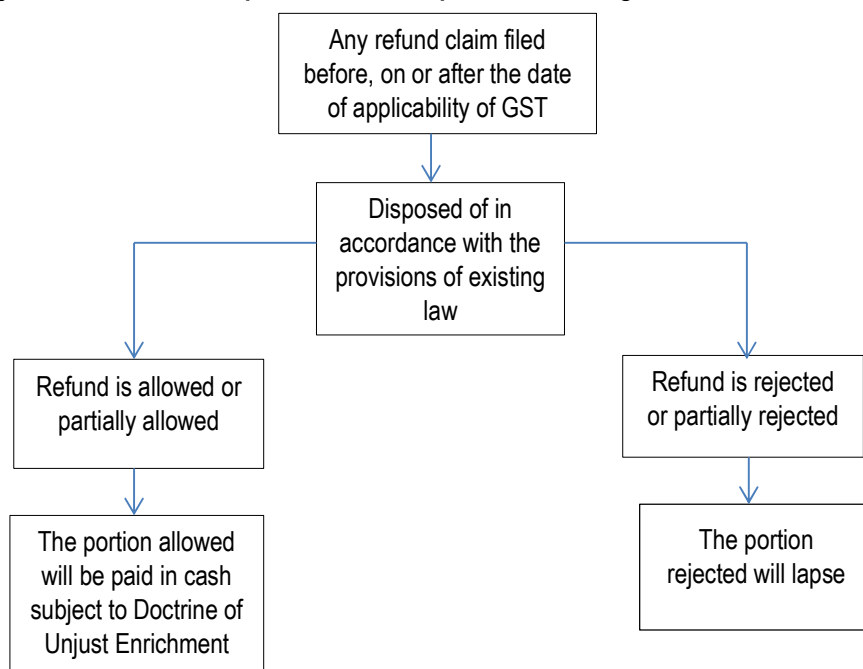 Any refund claim filed
before, on or after the date
of applicability of GST
Disposed of in
accordance with the
provisions of existing
law
Refund is allowed or
partially allowed
Refund is rejected
or partially rejected
The portion allowed
will be paid in cash
subject to Doctrine of
Unjust Enrichment
The portion
rejected will lapse